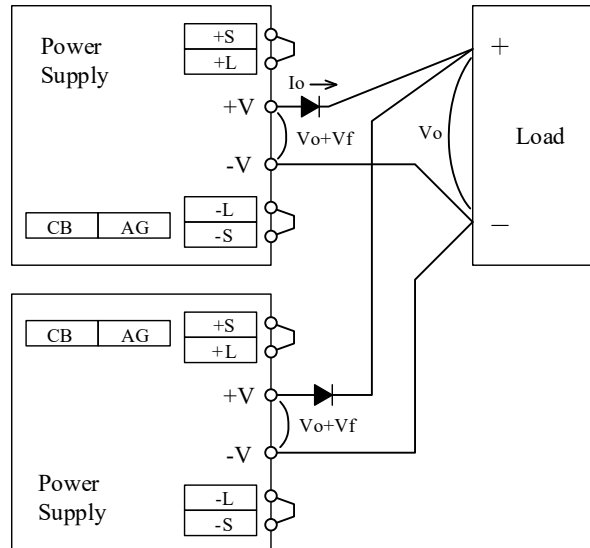 Power
Supply
+S
+L
+V
Vo+Vf
-V
-L
-S
CB
AG
Io
Vo
+
Load
−
CB
AG
+S
+L
+V
Vo+Vf
-V
Power
Supply
-L
-S